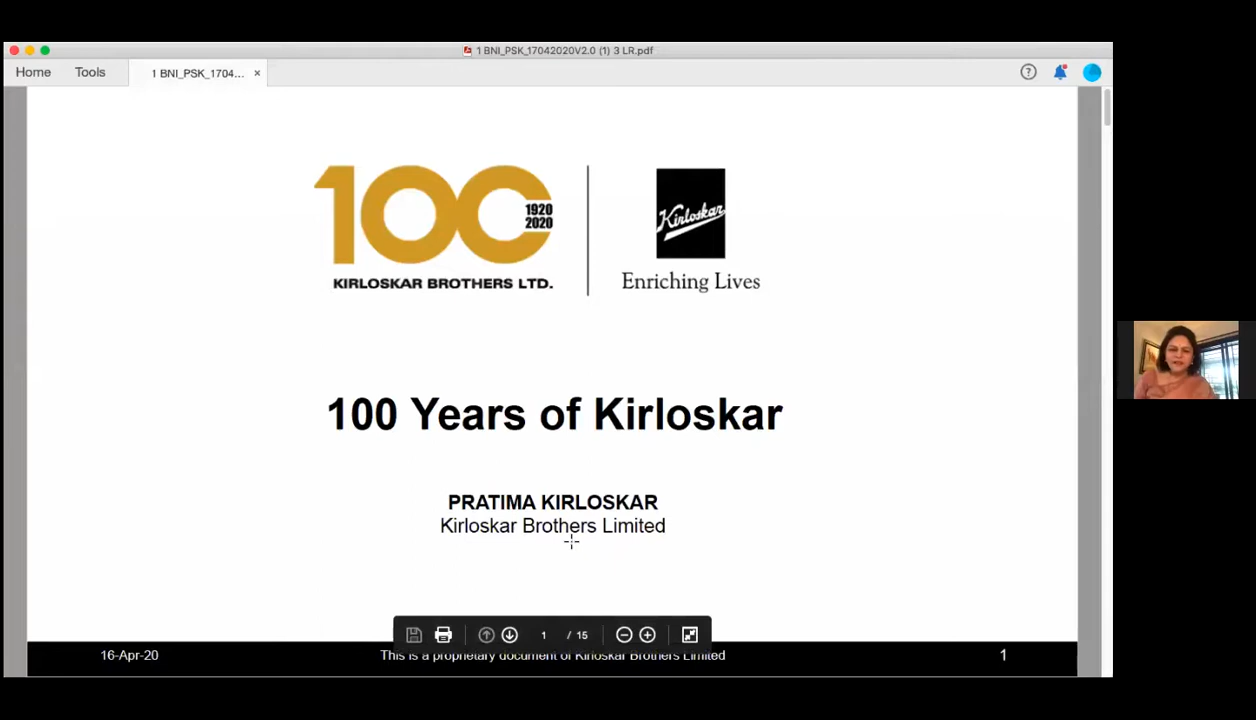 1 BNI_PSK_17042020V2.0 (1) 3 LR.pdf
Home Tools 1 BNI_PSK_1704... ×
?
100
1920
2020
KIRLOSKAR BROTHERS LTD.
Kirloskar
Enriching Lives
100 Years of Kirloskar
PRATIMA KIRLOSKAR
Kirloskar Brothers Limited
1 / 15
16-Apr-20 This is a proprietary document of Kirloskar Brothers Limited 1